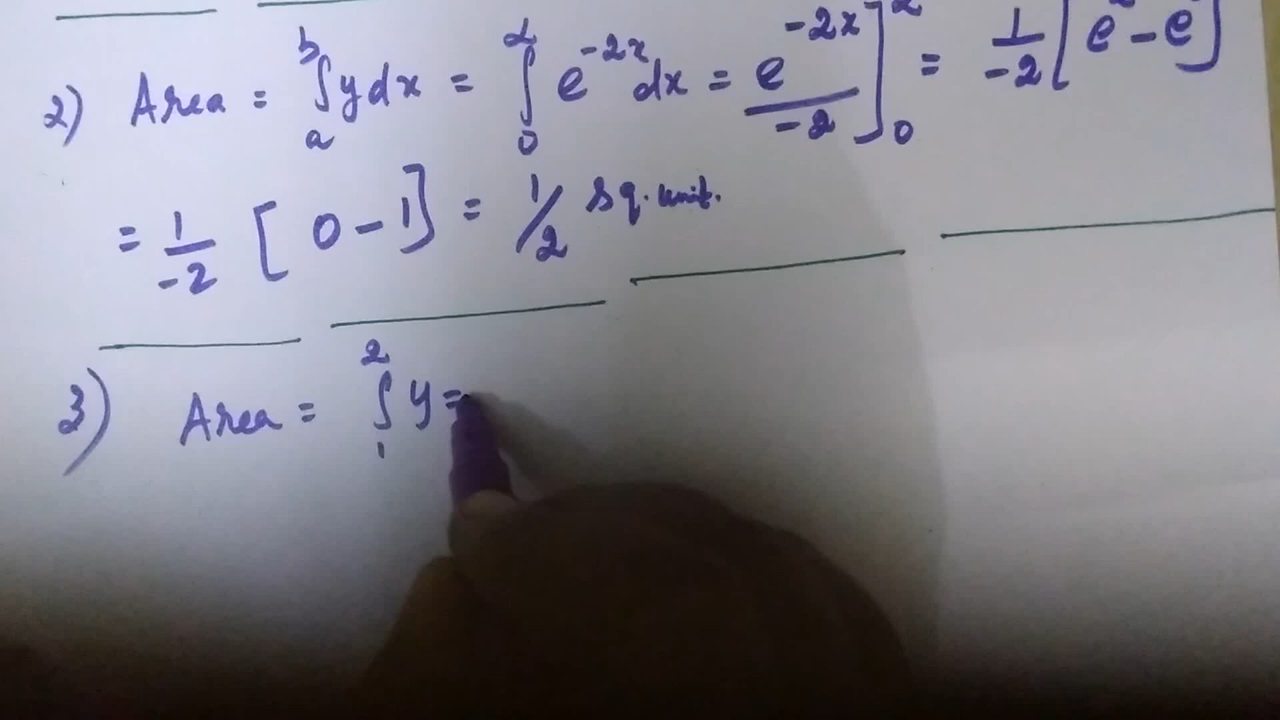 2) Area = ∫_a^b y dx = ∫_0^∝ e^{-2x} dx = e^{-2x}/-2 ]_0^∝ = 1/-2 [ e - e ]
= 1/-2 [ 0 - 1 ] = 1/2 sq. unit.
3) Area = ∫_1^2 y =